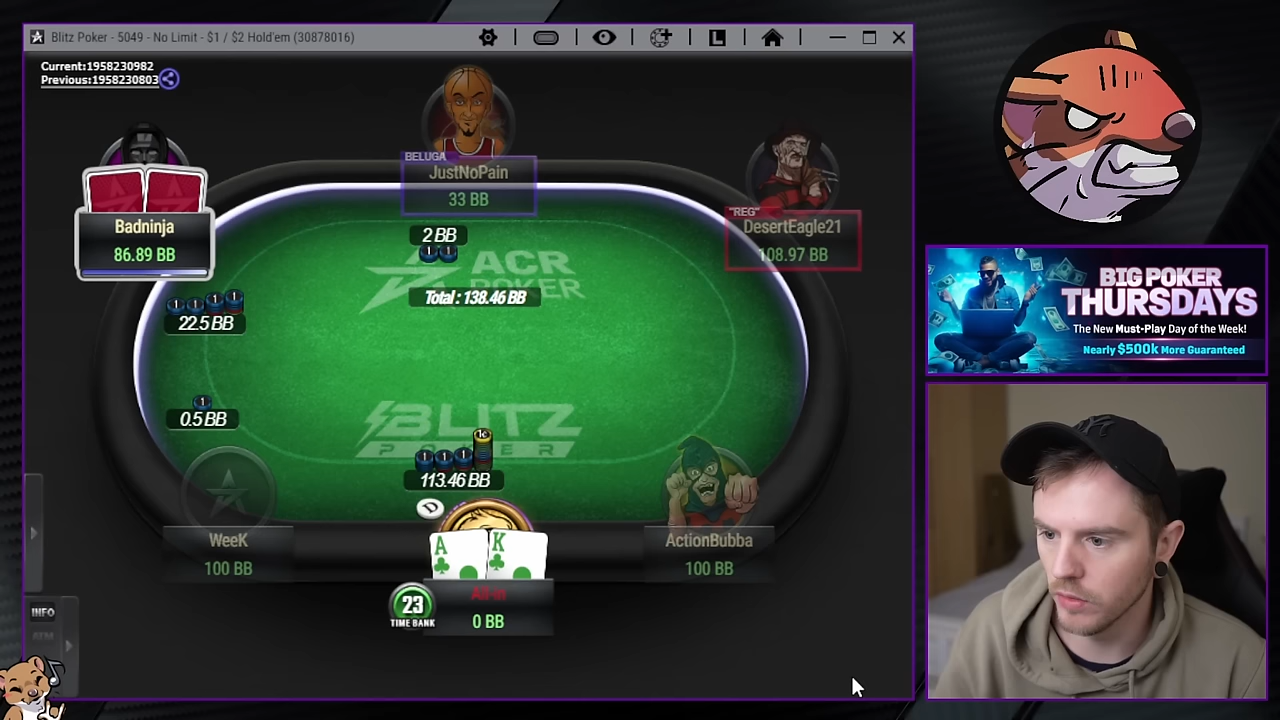 Blitz Poker - 5049 - No Limit - $1 / $2 Hold'em (30878016)
Current:1958230982
Previous:1958230803
BELUGA
JustNoPain
33 BB
"REG"
DesertEagle21
108.97 BB
Badninja
86.89 BB
2 BB
ACR
POKER
Total : 138.46 BB
22.5 BB
0.5 BB
BLITZ
POKER
113.46 BB
D
WeeK
100 BB
ActionBubba
100 BB
A K
All-in
0 BB
23
TIME BANK
INFO
BIG POKER
THURSDAYS
The New Must-Play Day of the Week!
Nearly $500k More Guaranteed